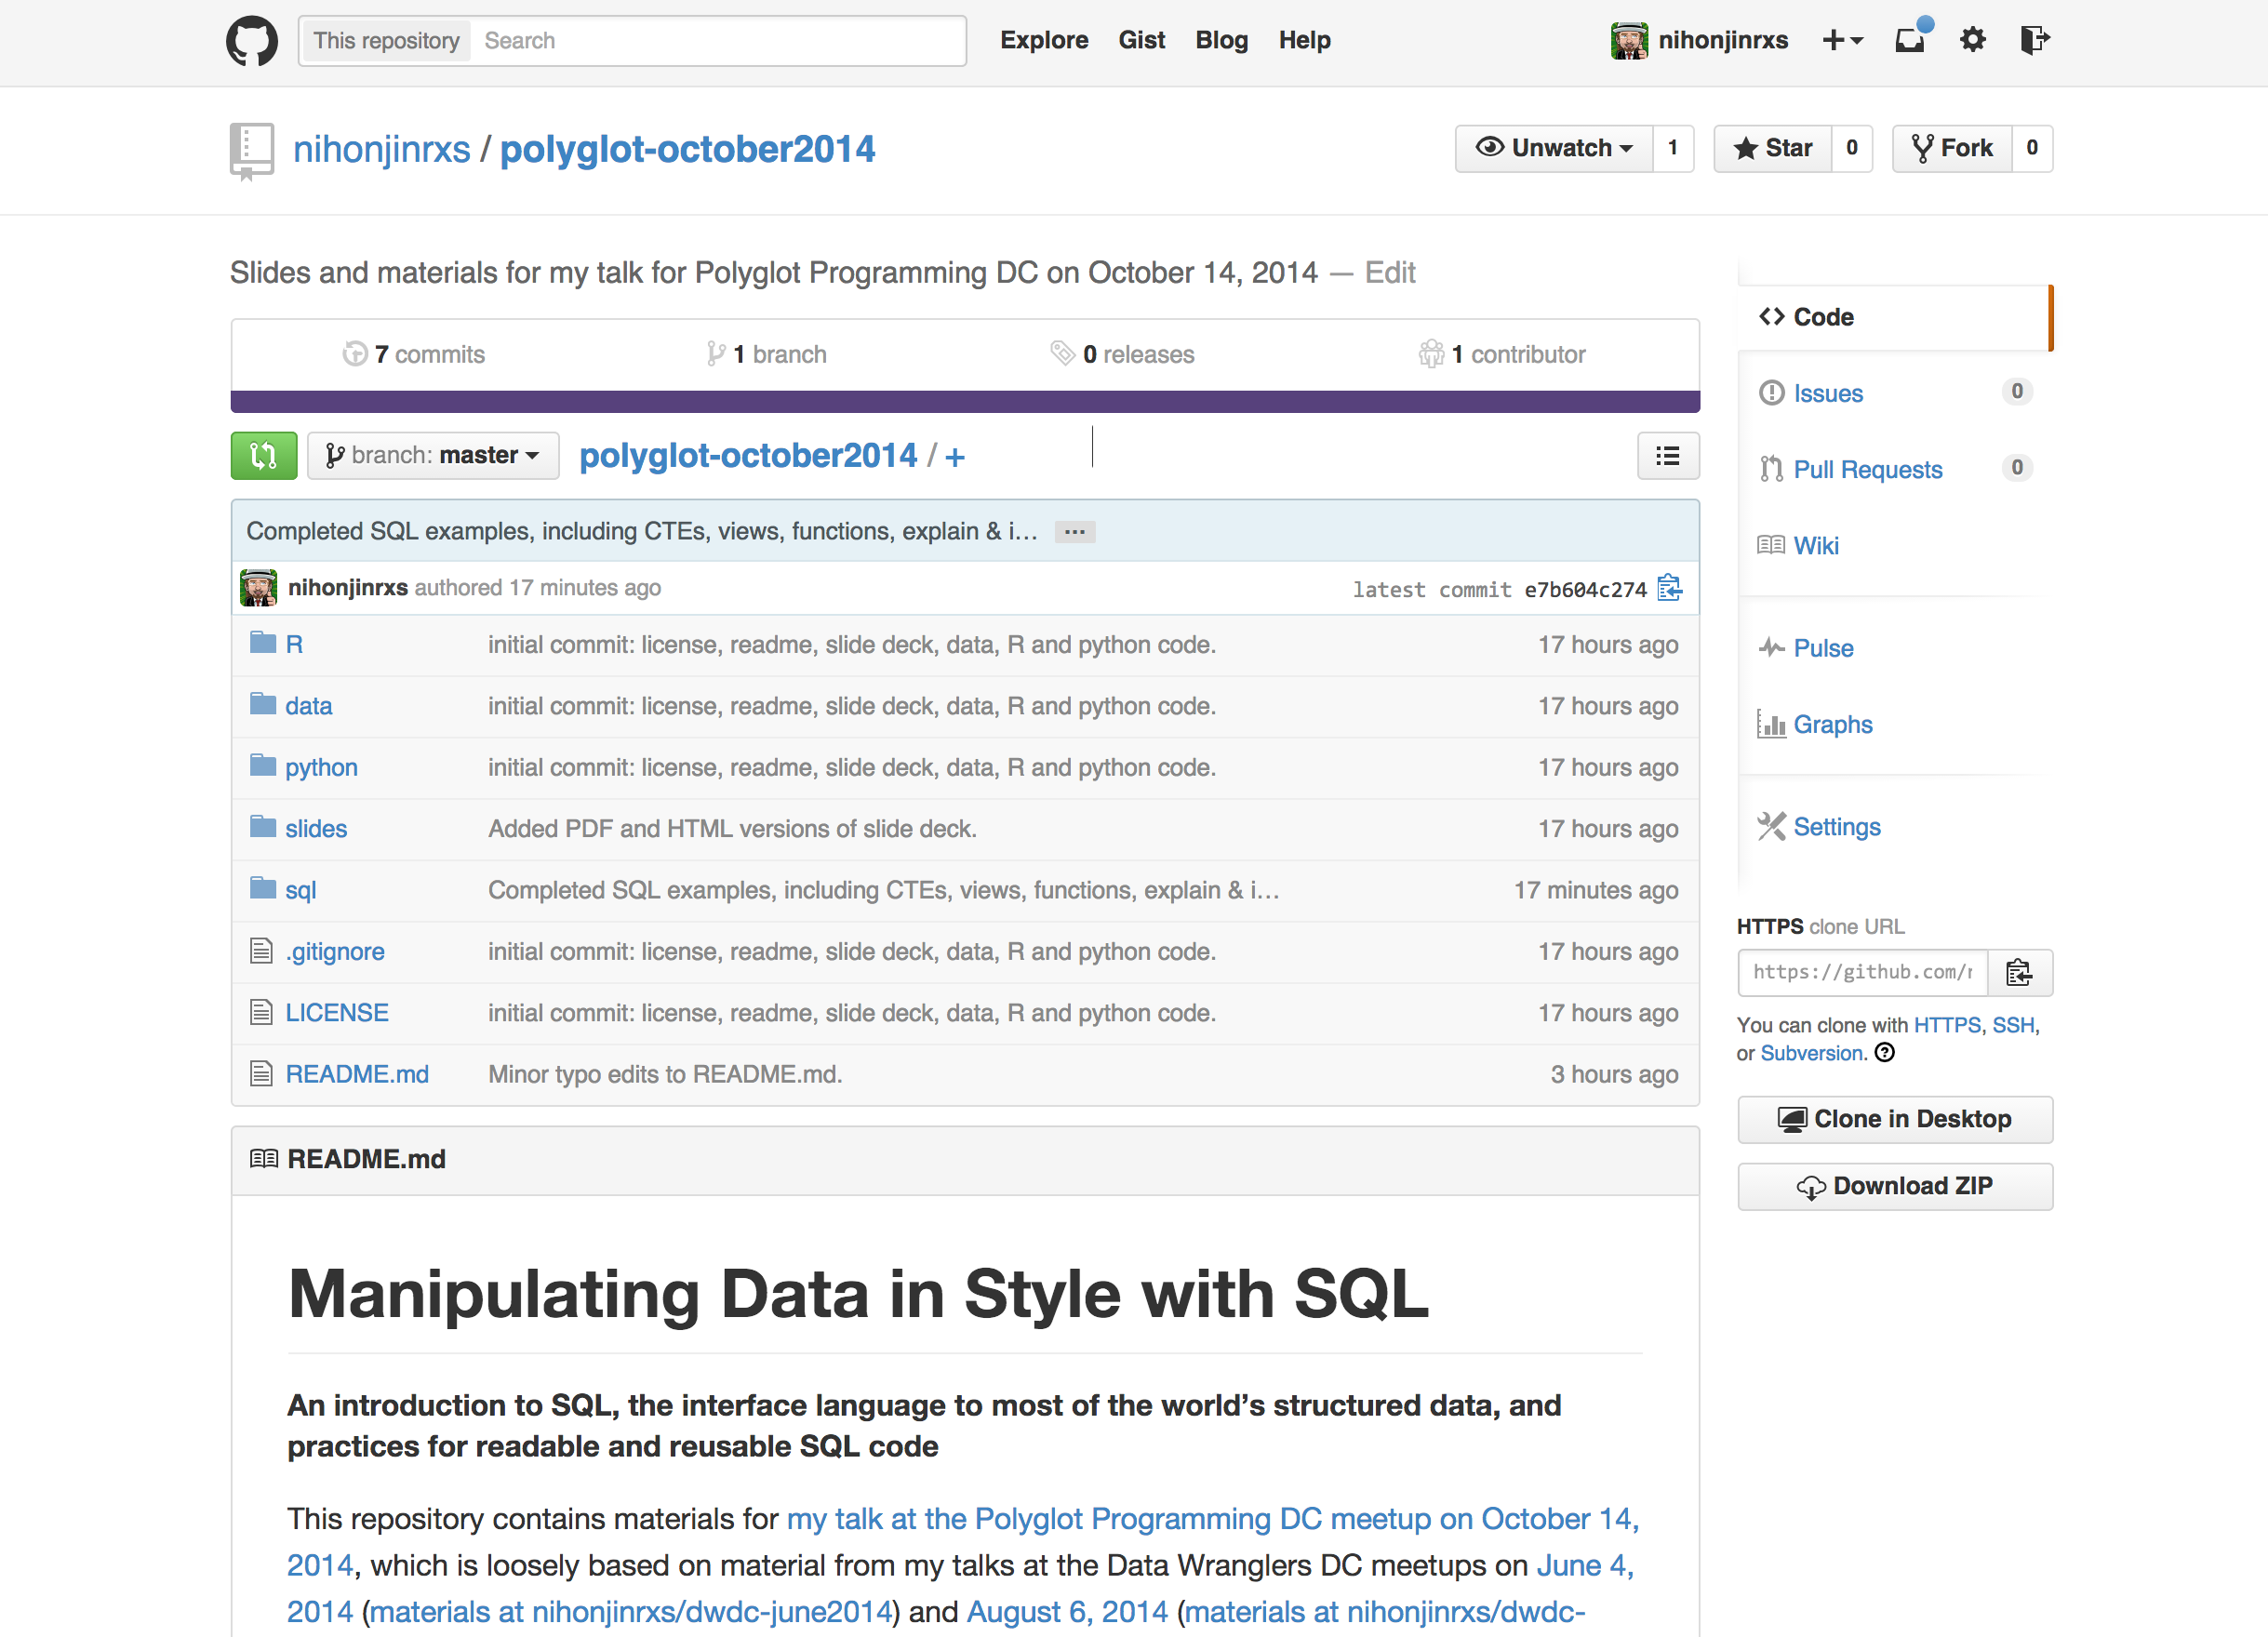 This repository Search Explore Gist Blog Help nihonjinrxs
nihonjinrxs / polyglot-october2014 Unwatch 1 Star 0 Fork 0
Slides and materials for my talk for Polyglot Programming DC on October 14, 2014 — Edit
7 commits 1 branch 0 releases 1 contributor
branch: master polyglot-october2014 / +
Completed SQL examples, including CTEs, views, functions, explain & i… …
nihonjinrxs authored 17 minutes ago latest commit e7b604c274
R initial commit: license, readme, slide deck, data, R and python code. 17 hours ago
data initial commit: license, readme, slide deck, data, R and python code. 17 hours ago
python initial commit: license, readme, slide deck, data, R and python code. 17 hours ago
slides Added PDF and HTML versions of slide deck. 17 hours ago
sql Completed SQL examples, including CTEs, views, functions, explain & i… 17 minutes ago
.gitignore initial commit: license, readme, slide deck, data, R and python code. 17 hours ago
LICENSE initial commit: license, readme, slide deck, data, R and python code. 17 hours ago
README.md Minor typo edits to README.md. 3 hours ago
README.md
Manipulating Data in Style with SQL
An introduction to SQL, the interface language to most of the world’s structured data, and
practices for readable and reusable SQL code
This repository contains materials for my talk at the Polyglot Programming DC meetup on October 14,
2014, which is loosely based on material from my talks at the Data Wranglers DC meetups on June 4,
2014 (materials at nihonjinrxs/dwdc-june2014) and August 6, 2014 (materials at nihonjinrxs/dwdc-
Code
Issues 0
Pull Requests 0
Wiki
Pulse
Graphs
Settings
HTTPS clone URL
https://github.com/
You can clone with HTTPS, SSH,
or Subversion.
Clone in Desktop
Download ZIP